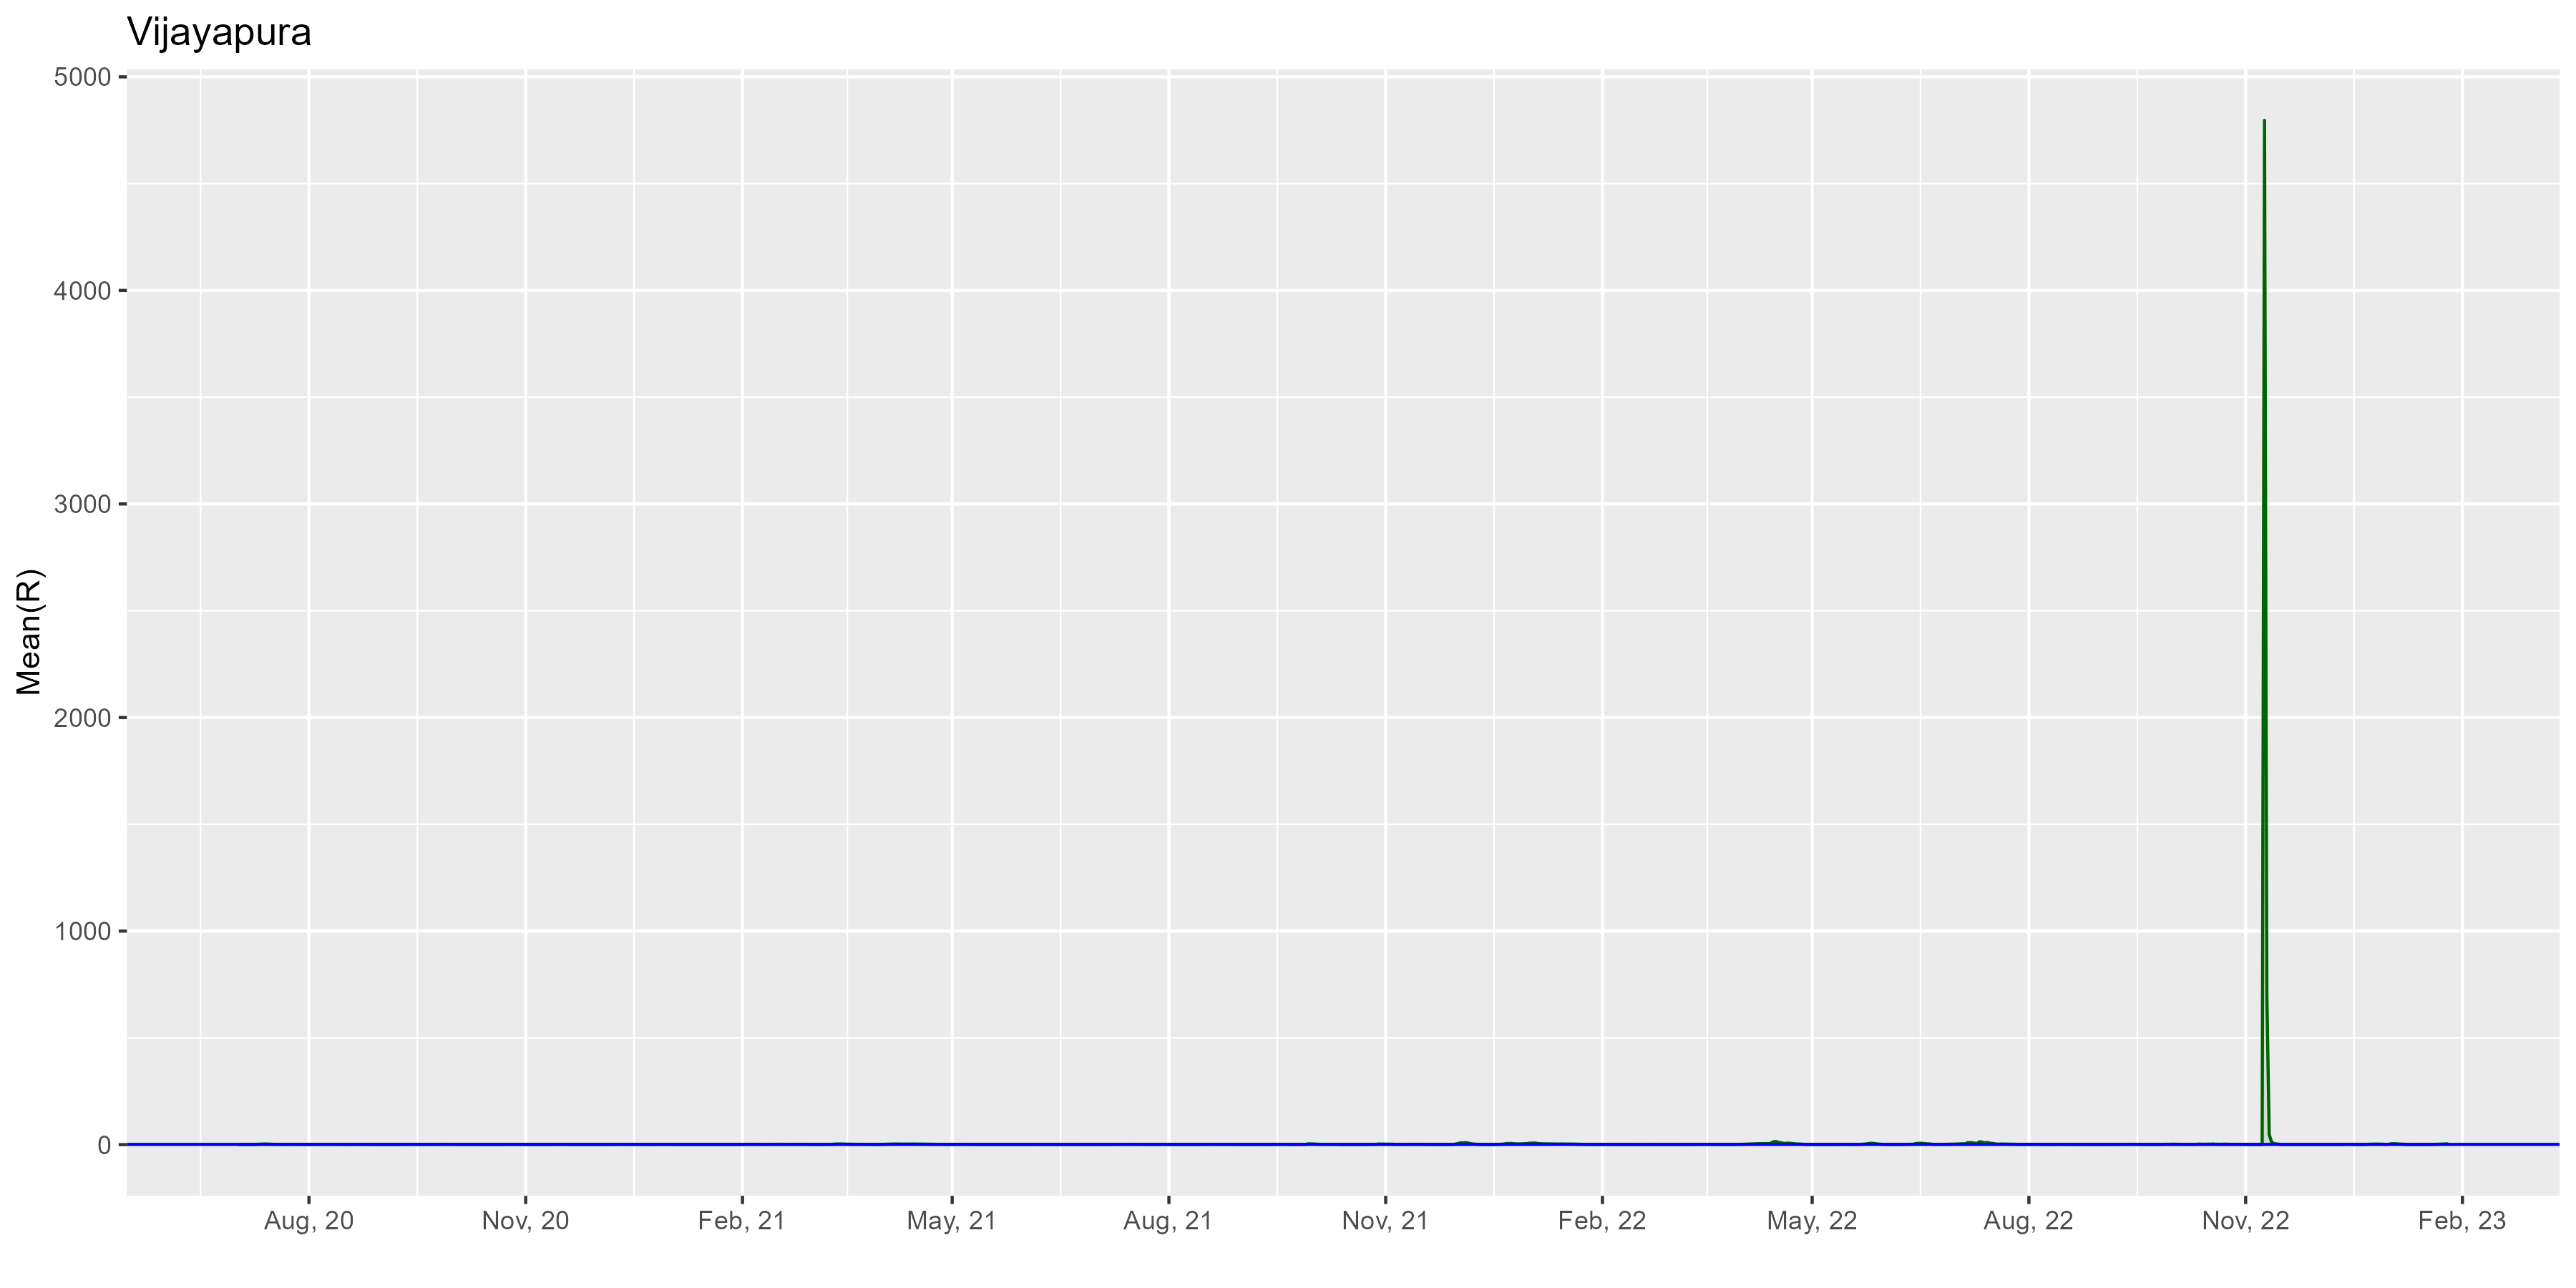 Vijayapura
5000
4000
3000
2000
1000
0
Mean(R)
Aug, 20
Nov, 20
Feb, 21
May, 21
Aug, 21
Nov, 21
Feb, 22
May, 22
Aug, 22
Nov, 22
Feb, 23